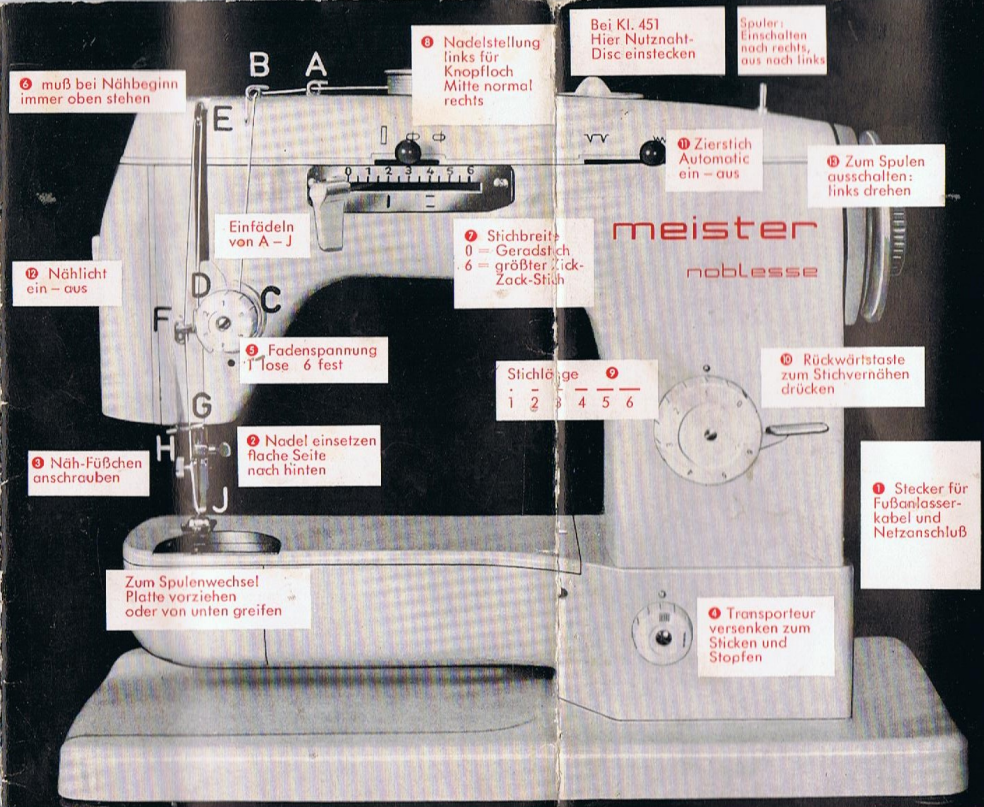 Bei Kl. 451
Hier Nutznaht-
Disc einstecken
Spuler:
Einschalten
nach rechts,
aus nach links
8 Nadelstellung
links für
Knopfloch
Mitte normal
rechts
B A
6 muß bei Nähbeginn
immer oben stehen
E
11 Zierstich
Automatic
ein – aus
13 Zum Spulen
ausschalten:
links drehen
0 1 2 3 4 5 6
Einfädeln
von A – J
7 Stichbreite
0 = Geradstich
6 = größter Zick-
Zack-Stich
meister
noblesse
12 Nählicht
ein – aus
D
C
F
5 Fadenspannung
1 lose 6 fest
Stichlänge 9
1 2 3 4 5 6
10 Rückwärtstaste
zum Stichvernähen
drücken
G
H
2 Nadel einsetzen
flache Seite
nach hinten
3 Näh-Füßchen
anschrauben
J
1 Stecker für
Fußanlasser-
kabel und
Netzanschluß
Zum Spulenwechsel
Platte vorziehen
oder von unten greifen
4 Transporteur
versenken zum
Sticken und
Stopfen